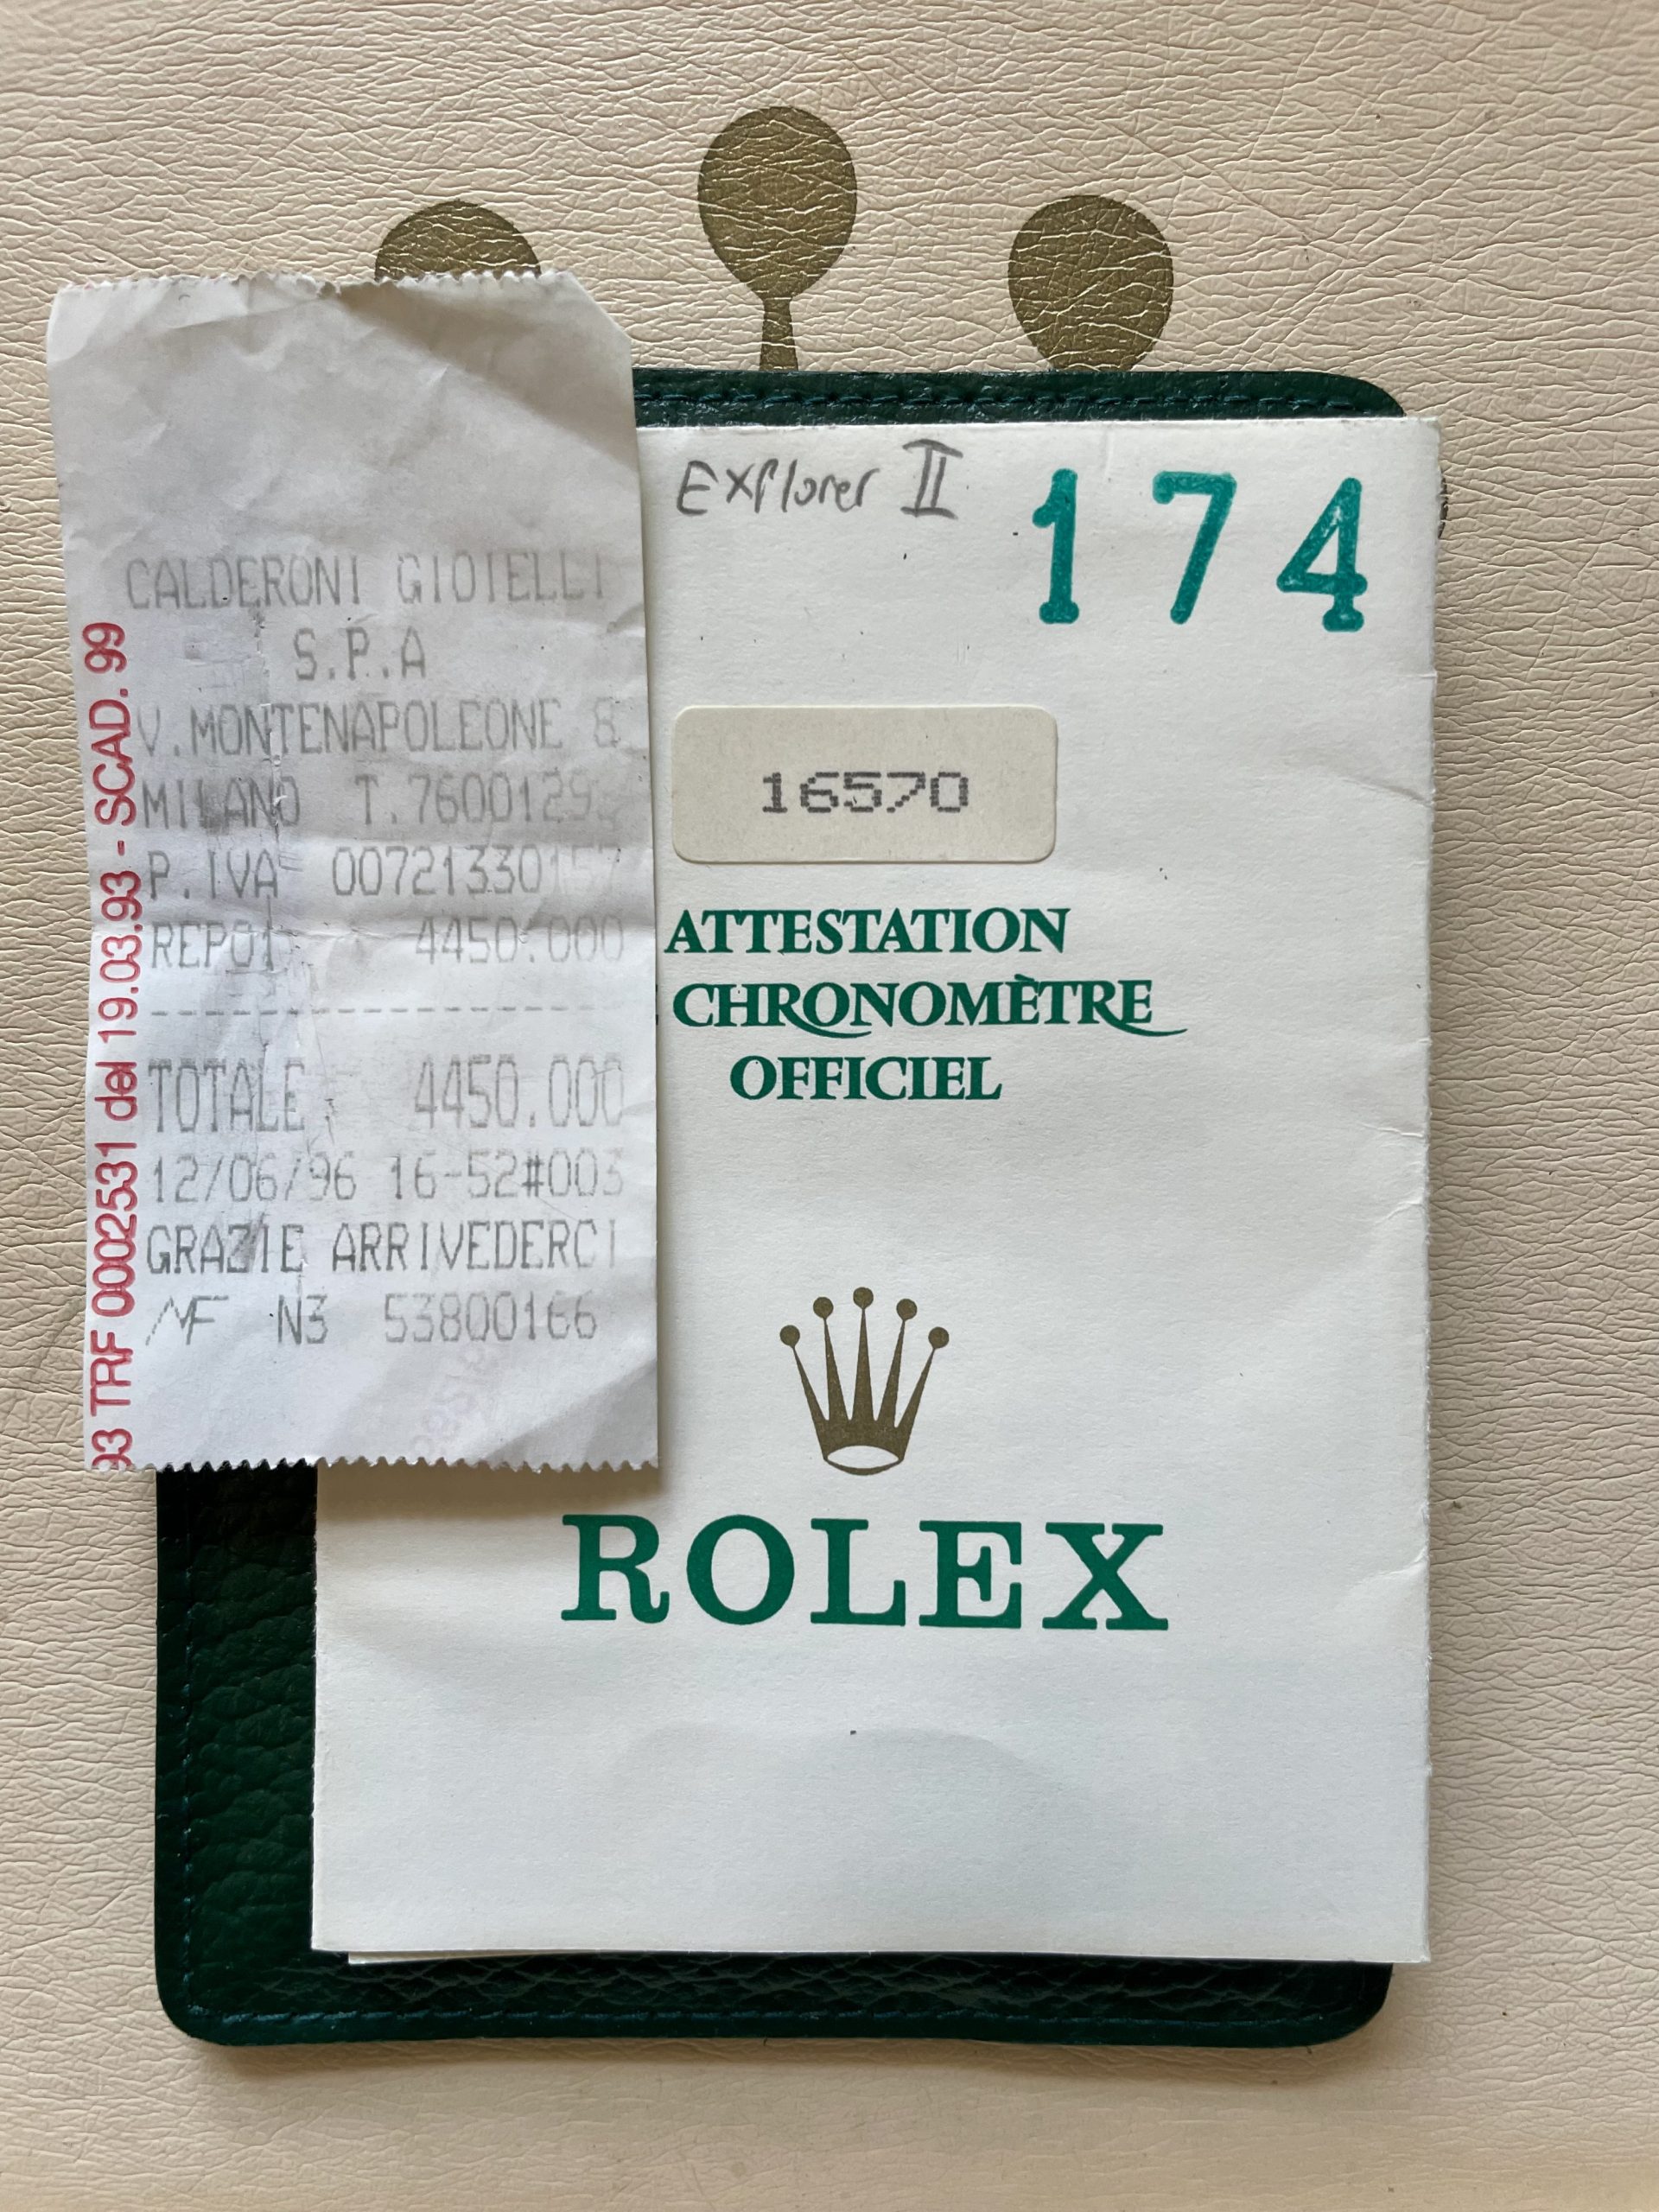 CALDERONI GIOIELLI
S.P.A
V.MONTENAPOLEONE 8
MILANO T.7600129
P.IVA 00721330157
REP01 4450.000
TOTALE 4450.000
12/06/96 16-52#003
GRAZIE ARRIVEDERCI
MF N3 53800166
93 TRF 0002531 del 19.03.93 - SCAD. 99
Explorer II
174
16570
ATTESTATION
CHRONOMÈTRE
OFFICIEL
ROLEX